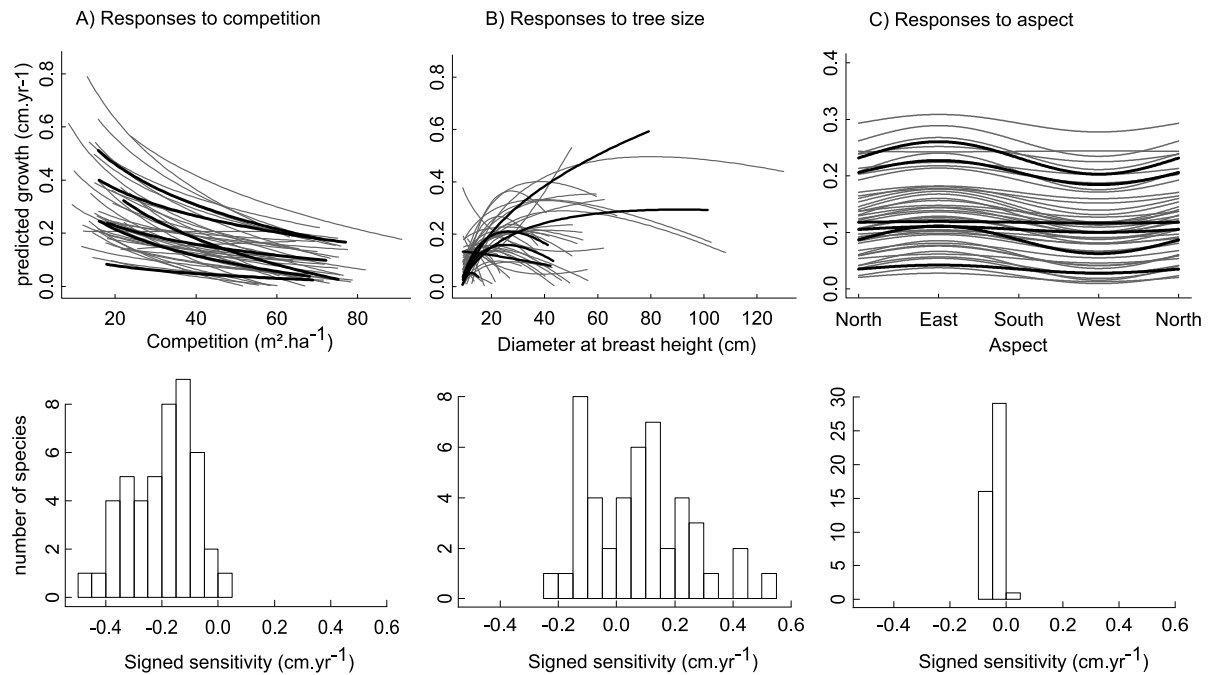 A) Responses to competition
B) Responses to tree size
C) Responses to aspect
predicted growth (cm.yr-1)
0.0 0.2 0.4 0.6 0.8
20 40 60 80
Competition (m².ha⁻¹)
0.0 0.2 0.4 0.6 0.8
20 40 60 80 100 120
Diameter at breast height (cm)
0.0 0.1 0.2 0.3 0.4
North East South West North
Aspect
number of species
0 2 4 6 8
-0.4 -0.2 0.0 0.2 0.4 0.6
Signed sensitivity (cm.yr⁻¹)
0 2 4 6 8
-0.4 -0.2 0.0 0.2 0.4 0.6
Signed sensitivity (cm.yr⁻¹)
0 5 10 15 20 25 30
-0.4 -0.2 0.0 0.2 0.4 0.6
Signed sensitivity (cm.yr⁻¹)